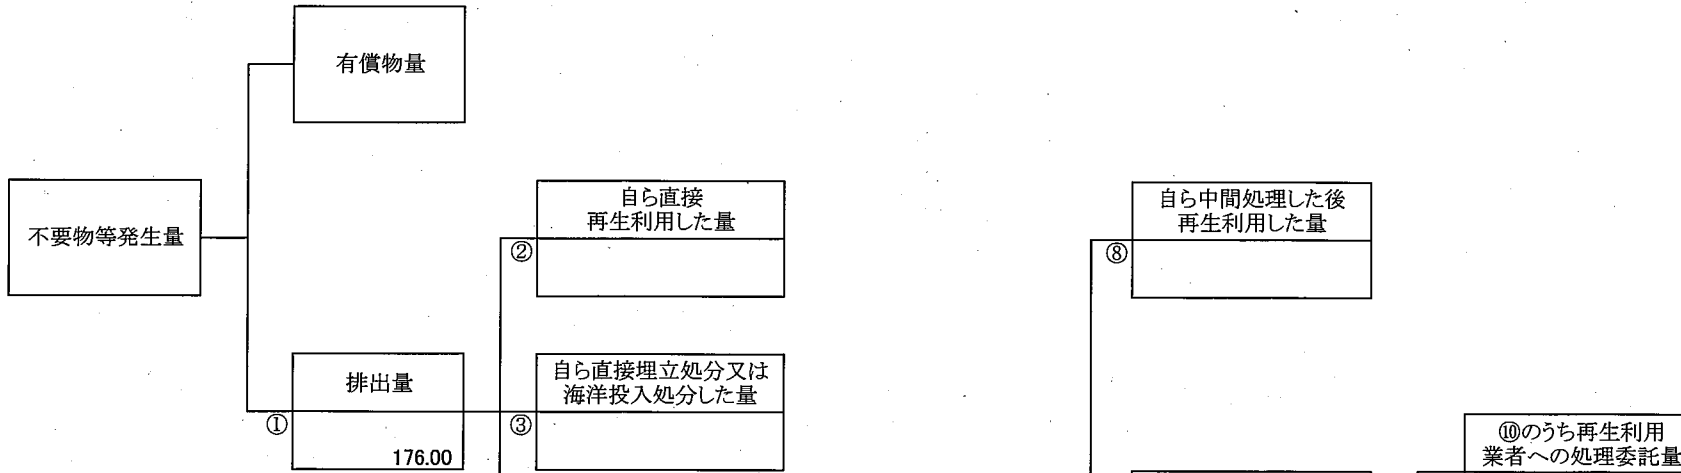 有償物量
不要物等発生量
自ら直接
再生利用した量
②
自ら中間処理した後
再生利用した量
⑧
排出量
①
176.00
自ら直接埋立処分又は
海洋投入処分した量
③
⑩のうち再生利用
業者への処理委託量